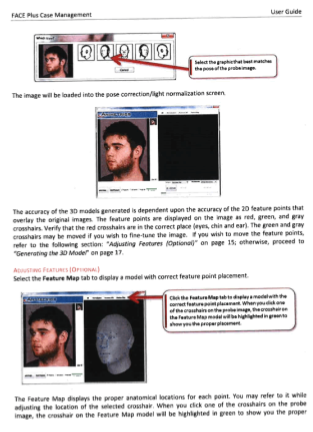 FACE Plus Case Management
User Guide
Select the graphic that best matches
the pose of the probe image.
The image will be loaded into the pose correction/light normalization screen.
The accuracy of the 3D models generated is dependent upon the accuracy of the 2D feature points that
overlay the original images. The feature points are displayed on the image as red, green, and gray
crosshairs. Verify that the red crosshairs are in the correct place (eyes, chin and ear). The green and gray
crosshairs may be moved if you wish to fine-tune the image. If you wish to move the feature points,
refer to the following section: "Adjusting Features (Optional)" on page 15; otherwise, proceed to
"Generating the 3D Model" on page 17.
ADJUSTING FEATURES (OPTIONAL)
Select the Feature Map tab to display a model with correct feature point placement.
Click the Feature Map tab to display a model with the
correct feature point placement. When you click one
of the crosshairs on the probe image, the crosshair on
the Feature Map model will be highlighted in green to
show you the proper placement.
The Feature Map displays the proper anatomical locations for each point. You may refer to it while
adjusting the location of the selected crosshair. When you click one of the crosshairs on the probe
image, the crosshair on the Feature Map model will be highlighted in green to show you the proper